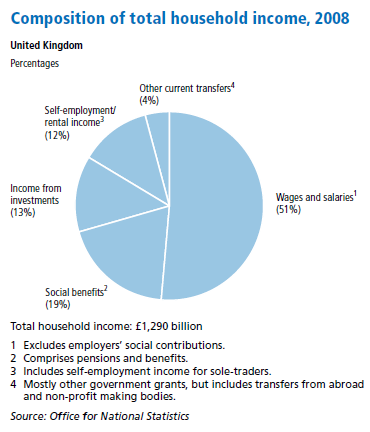 Composition of total household income, 2008
United Kingdom
Percentages
Other current transfers⁴
(4%)
Self-employment/
rental income³
(12%)
Income from
investments
(13%)
Wages and salaries¹
(51%)
Social benefits²
(19%)
Total household income: £1,290 billion
1 Excludes employers' social contributions.
2 Comprises pensions and benefits.
3 Includes self-employment income for sole-traders.
4 Mostly other government grants, but includes transfers from abroad
and non-profit making bodies.
Source: Office for National Statistics